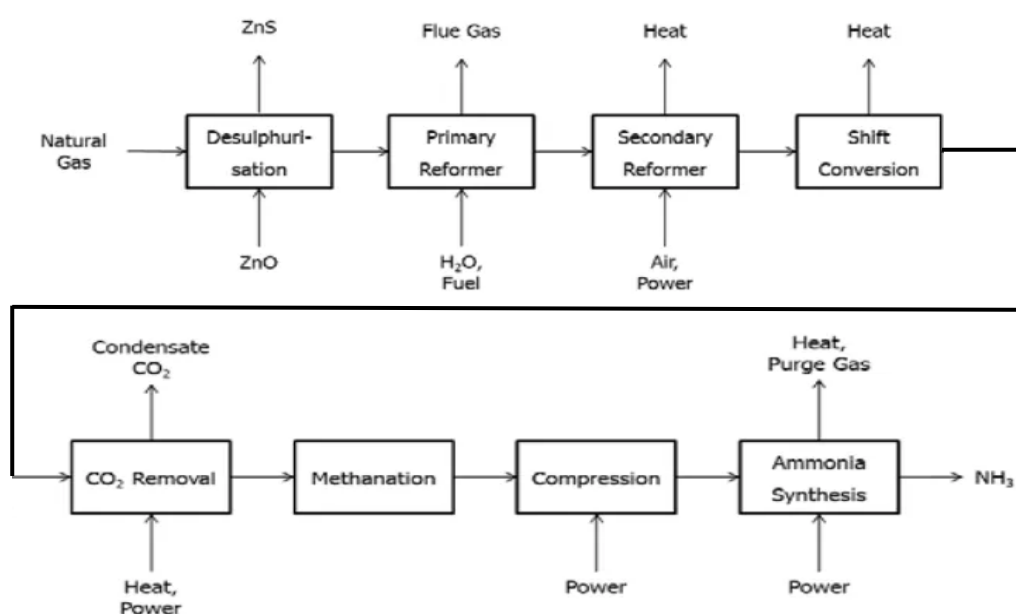 ZnS
Flue Gas
Heat
Heat
Natural
Gas
Desulphuri-
sation
Primary
Reformer
Secondary
Reformer
Shift
Conversion
ZnO
H₂O,
Fuel
Air,
Power
Condensate
CO₂
Heat,
Purge Gas
CO₂ Removal
Methanation
Compression
Ammonia
Synthesis
NH₃
Heat,
Power
Power
Power